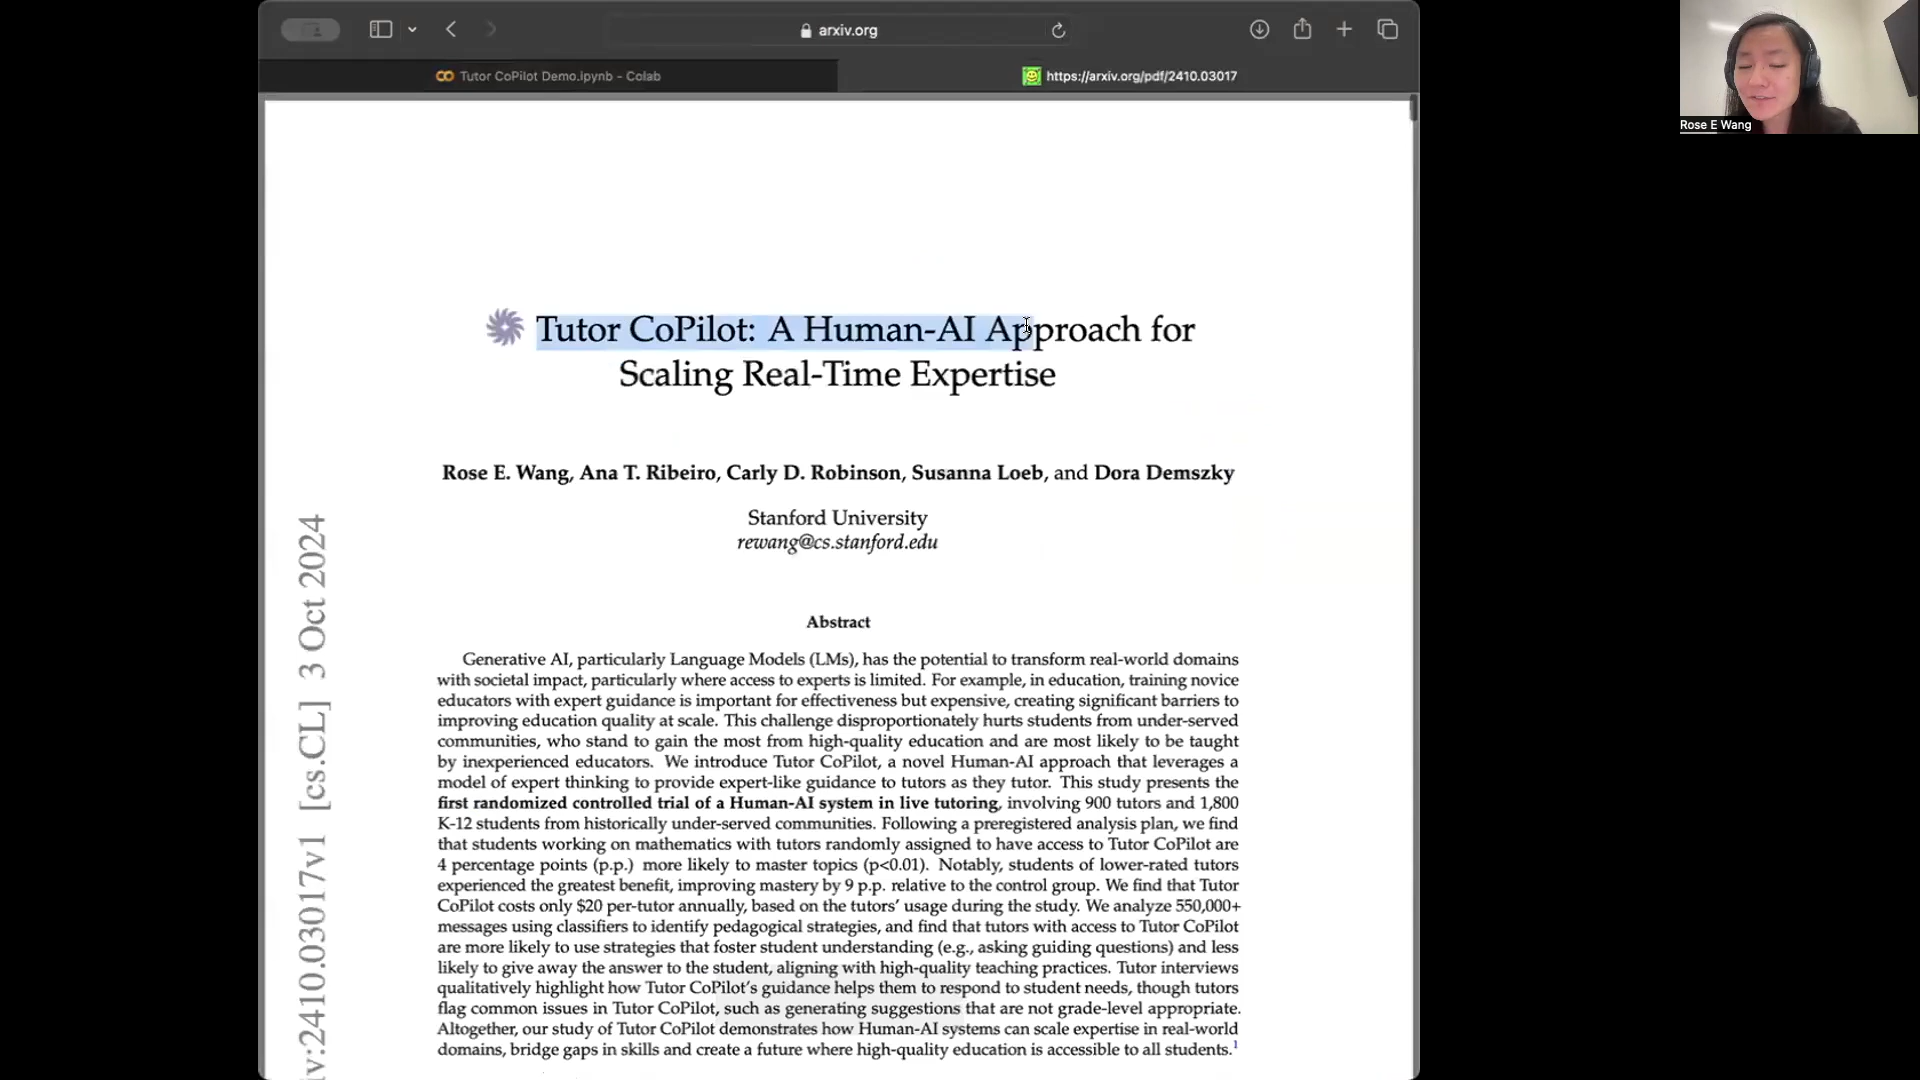 arxiv.org
Tutor CoPilot Demo.ipynb - Colab
https://arxiv.org/pdf/2410.03017
Rose E Wang
Tutor CoPilot: A Human-AI Approach for
Scaling Real-Time Expertise
Rose E. Wang, Ana T. Ribeiro, Carly D. Robinson, Susanna Loeb, and Dora Demszky
Stanford University
rewang@cs.stanford.edu
Abstract
Generative AI, particularly Language Models (LMs), has the potential to transform real-world domains
with societal impact, particularly where access to experts is limited. For example, in education, training novice
educators with expert guidance is important for effectiveness but expensive, creating significant barriers to
improving education quality at scale. This challenge disproportionately hurts students from under-served
communities, who stand to gain the most from high-quality education and are most likely to be taught
by inexperienced educators. We introduce Tutor CoPilot, a novel Human-AI approach that leverages a
model of expert thinking to provide expert-like guidance to tutors as they tutor. This study presents the
first randomized controlled trial of a Human-AI system in live tutoring, involving 900 tutors and 1,800
K-12 students from historically under-served communities. Following a preregistered analysis plan, we find
that students working on mathematics with tutors randomly assigned to have access to Tutor CoPilot are
4 percentage points (p.p.) more likely to master topics (p<0.01). Notably, students of lower-rated tutors
experienced the greatest benefit, improving mastery by 9 p.p. relative to the control group. We find that Tutor
CoPilot costs only $20 per-tutor annually, based on the tutors' usage during the study. We analyze 550,000+
messages using classifiers to identify pedagogical strategies, and find that tutors with access to Tutor CoPilot
are more likely to use strategies that foster student understanding (e.g., asking guiding questions) and less
likely to give away the answer to the student, aligning with high-quality teaching practices. Tutor interviews
qualitatively highlight how Tutor CoPilot's guidance helps them to respond to student needs, though tutors
flag common issues in Tutor CoPilot, such as generating suggestions that are not grade-level appropriate.
Altogether, our study of Tutor CoPilot demonstrates how Human-AI systems can scale expertise in real-world
domains, bridge gaps in skills and create a future where high-quality education is accessible to all students.1
iv:2410.03017v1 [cs.CL] 3 Oct 2024